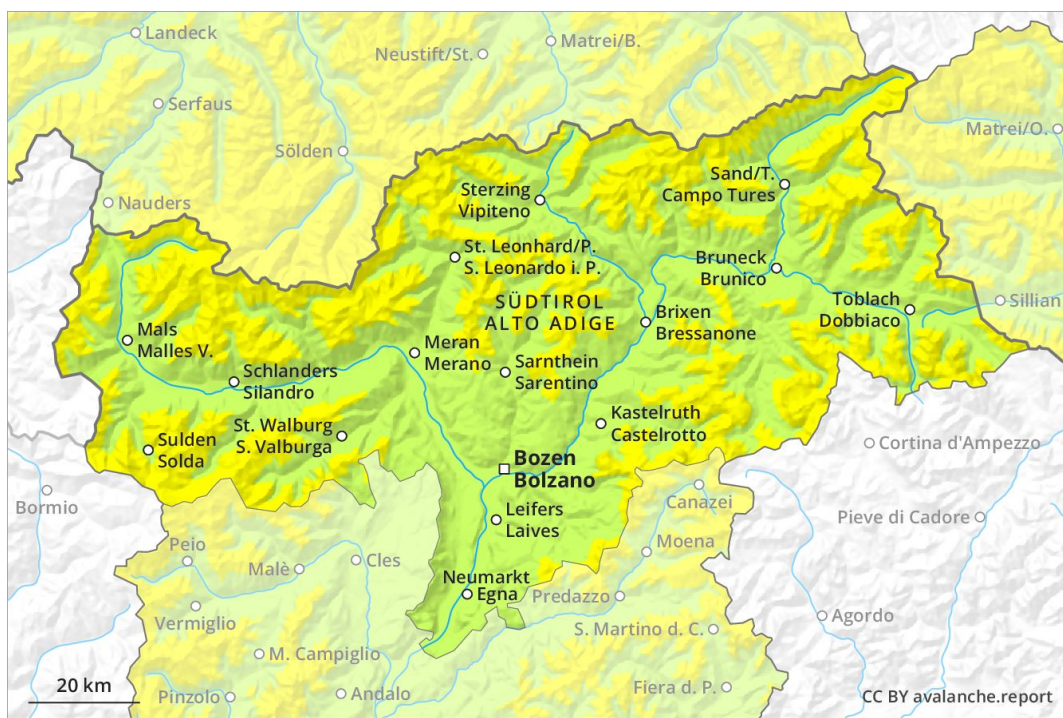 Landeck
Neustift/St.
Matrei/B.
Serfaus
Sölden
Matrei/O.
Nauders
Sterzing
Vipiteno
Sand/T.
Campo Tures
St. Leonhard/P.
S. Leonardo i. P.
Bruneck
Brunico
SÜDTIROL
ALTO ADIGE
Toblach
Dobbiaco
Sillian
Mals
Malles V.
Meran
Merano
Brixen
Bressanone
Schlanders
Silandro
Sarnthein
Sarentino
Sulden
Solda
St. Walburg
S. Valburga
Kastelruth
Castelrotto
Cortina d'Ampezzo
Bozen
Bolzano
Bormio
Canazei
Leifers
Laives
Pieve di Cadore
Peio
Malè
Cles
Moena
Neumarkt
Egna
Predazzo
Vermiglio
Agordo
S. Martino d. C.
M. Campiglio
20 km
Pinzolo
Andalo
Fiera d. P.
CC BY avalanche.report